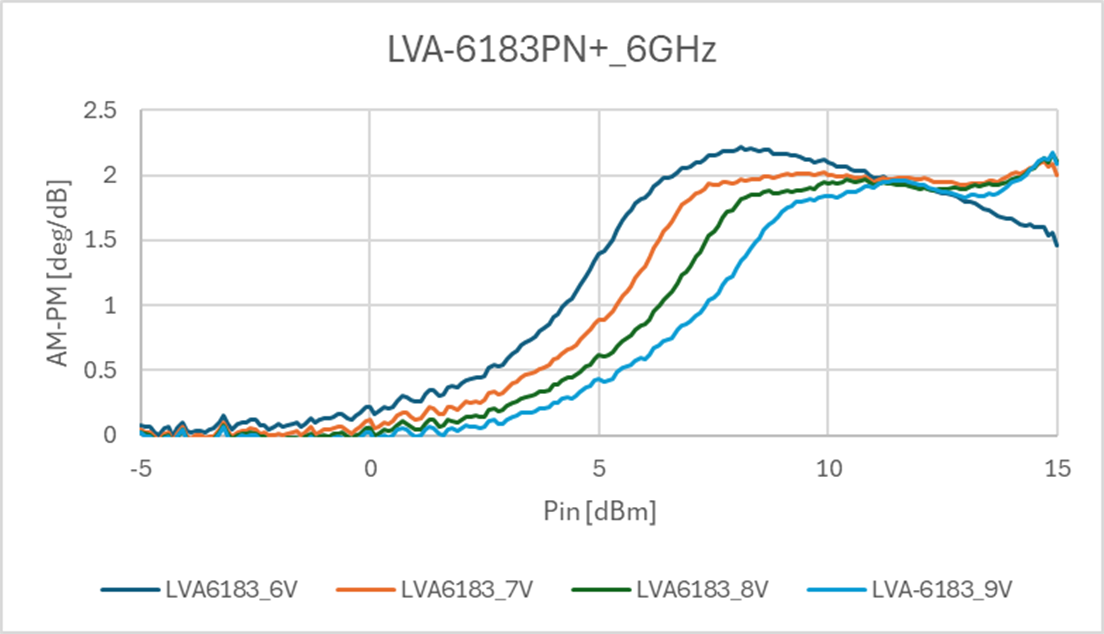 LVA-6183PN+_6GHz
AM-PM [deg/dB]
2.5
2
1.5
1
0.5
0
-5 0 5 10 15
Pin [dBm]
LVA6183_6V LVA6183_7V LVA6183_8V LVA-6183_9V